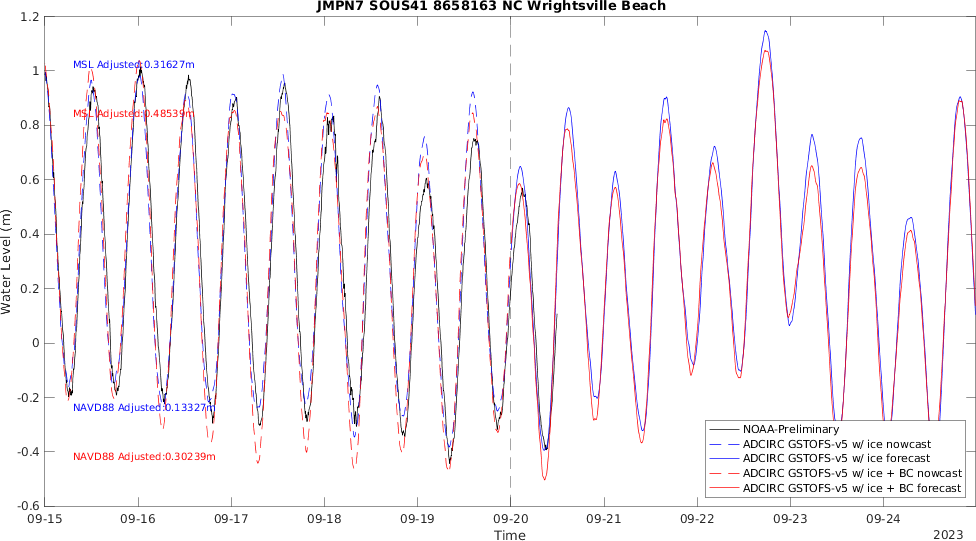 JMPN7 SOUS41 8658163 NC Wrightsville Beach
1.2
1
0.8
0.6
0.4
0.2
0
-0.2
-0.4
-0.6
Water Level (m)
MSL Adjusted:0.31627m
MSL Adjusted:0.48539m
NAVD88 Adjusted:0.13327m
NAVD88 Adjusted:0.30239m
NOAA-Preliminary
ADCIRC GSTOFS-v5 w/ ice nowcast
ADCIRC GSTOFS-v5 w/ ice forecast
ADCIRC GSTOFS-v5 w/ ice + BC nowcast
ADCIRC GSTOFS-v5 w/ ice + BC forecast
09-15 09-16 09-17 09-18 09-19 09-20 09-21 09-22 09-23 09-24
Time
2023